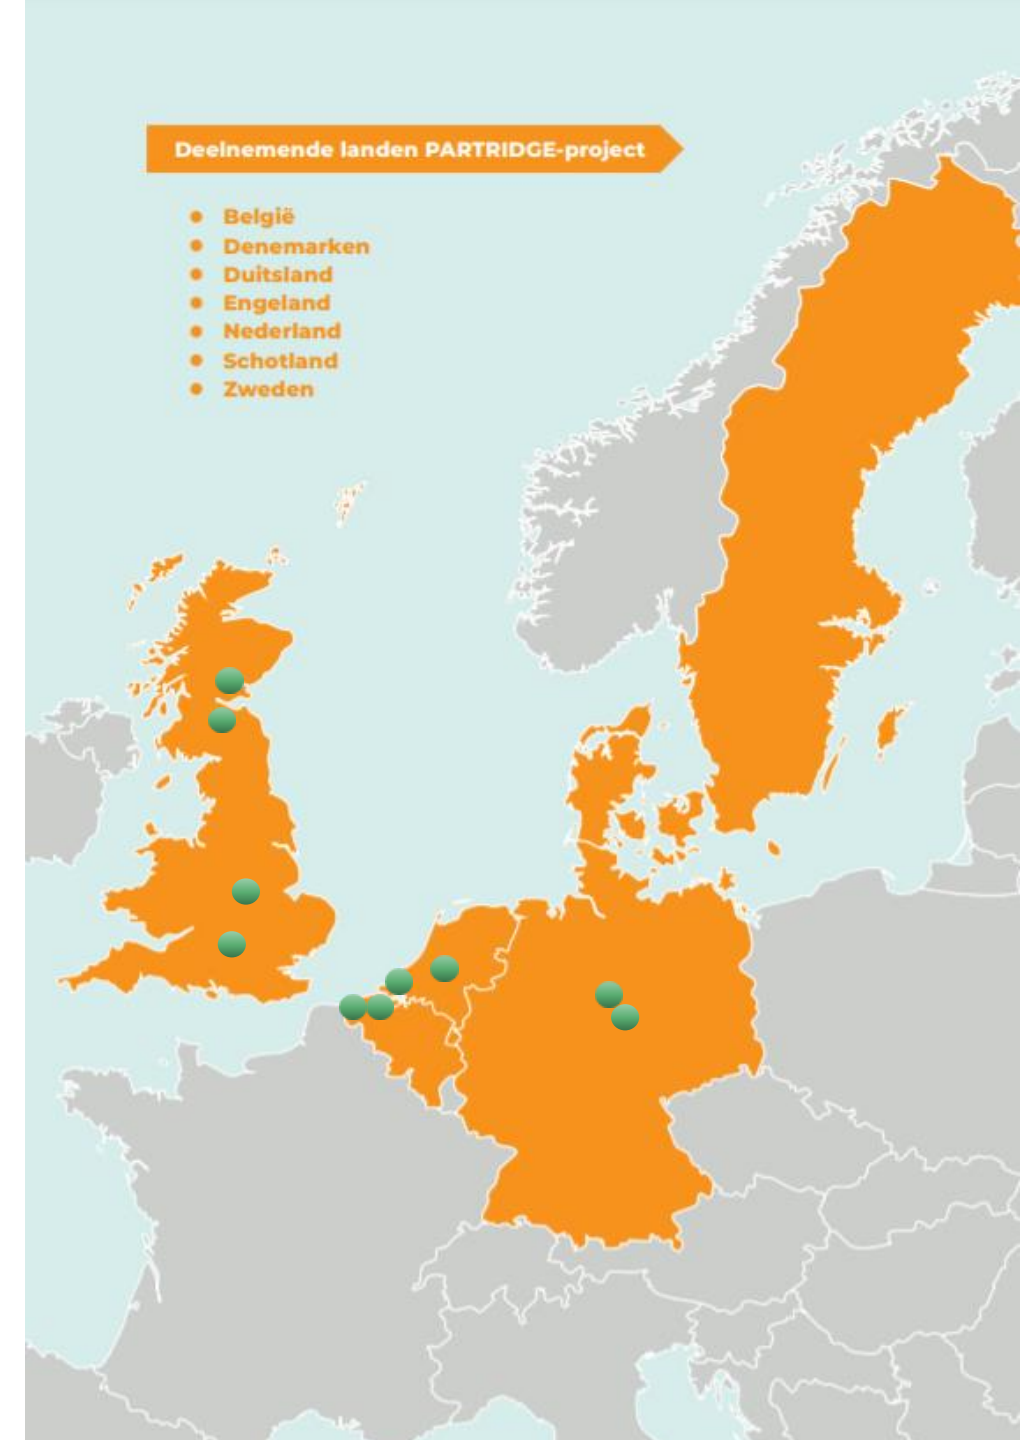 Deelnemende landen PARTRIDGE-project
België
Denemarken
Duitsland
Engeland
Nederland
Schotland
Zweden